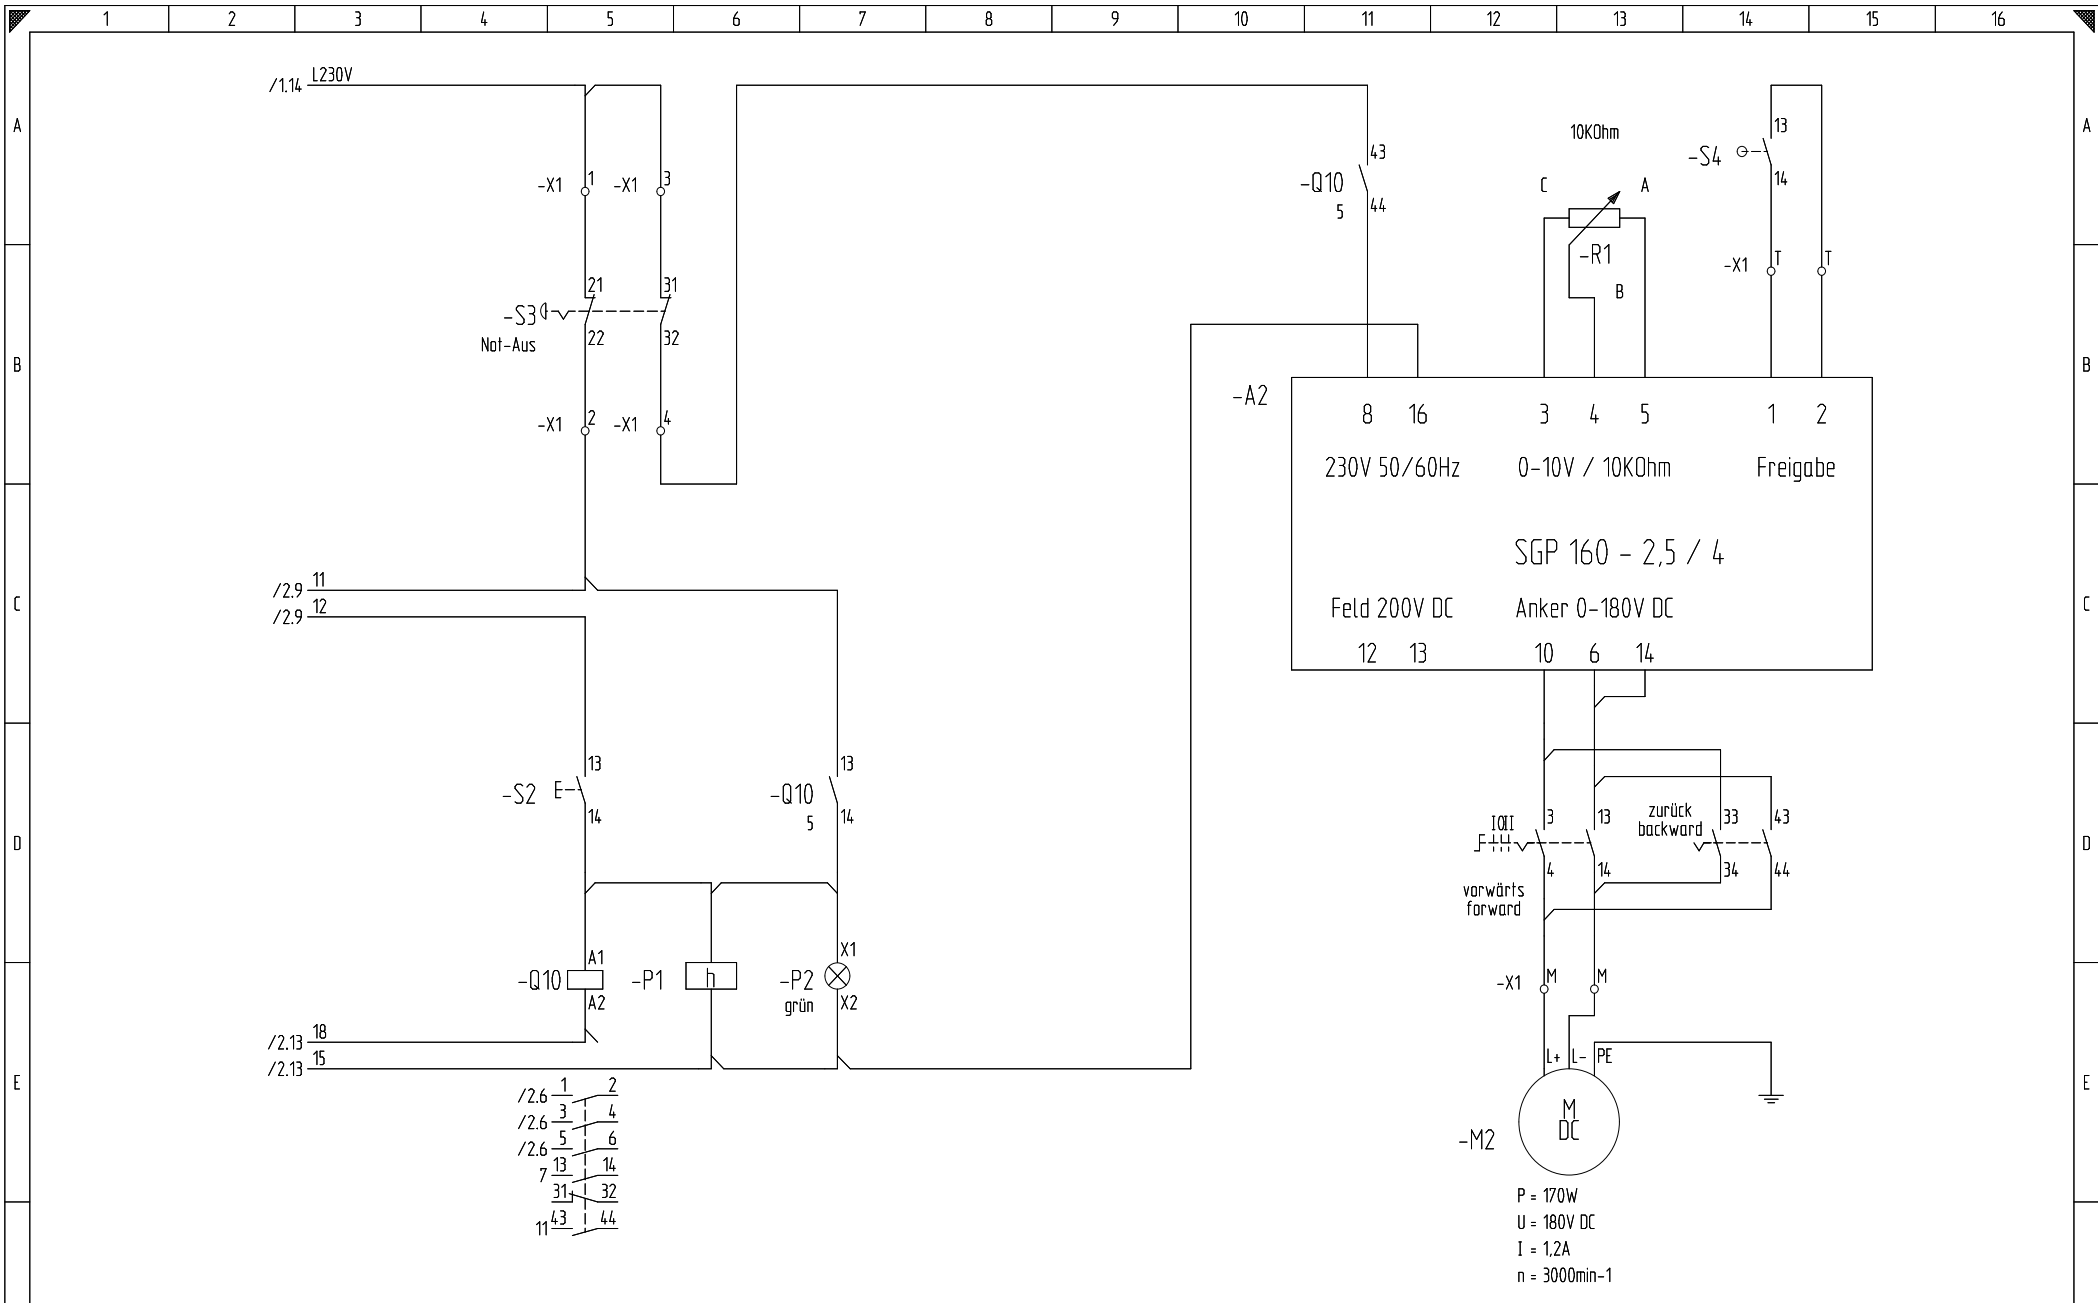 1 2 3 4 5 6 7 8 9 10 11 12 13 14 15 16
L230V
/1.14
A
A
13
10KOhm
43
-S4
14
-X1 1
-X1 3
-Q10
5
44
C
A
-R1
-X1 T
T
21
31
B
-S3
22
32
Not-Aus
B
B
-A2
-X1 2
-X1 4
8 16 3 4 5 1 2
230V 50/60Hz
0-10V / 10KOhm
Freigabe
SGP 160 - 2,5 / 4
/2.9 11
/2.9 12
C
C
Feld 200V DC
Anker 0-180V DC
12 13 10 6 14
13
13
-S2
-Q10
5
14
14
I0II
3
13
zurück
backward
33
43
D
D
4
14
34
44
vorwärts
forward
A1
X1
-Q10
-P1
h
-P2
grün
A2
X2
-X1 M
M
/2.13 18
/2.13 15
L+ L- PE
E
E
/2.6 1 2
/2.6 3 4
/2.6 5 6
7 13 14
31 32
11 43 44
M
DC
-M2
P = 170W
U = 180V DC
I = 1,2A
n = 3000min-1